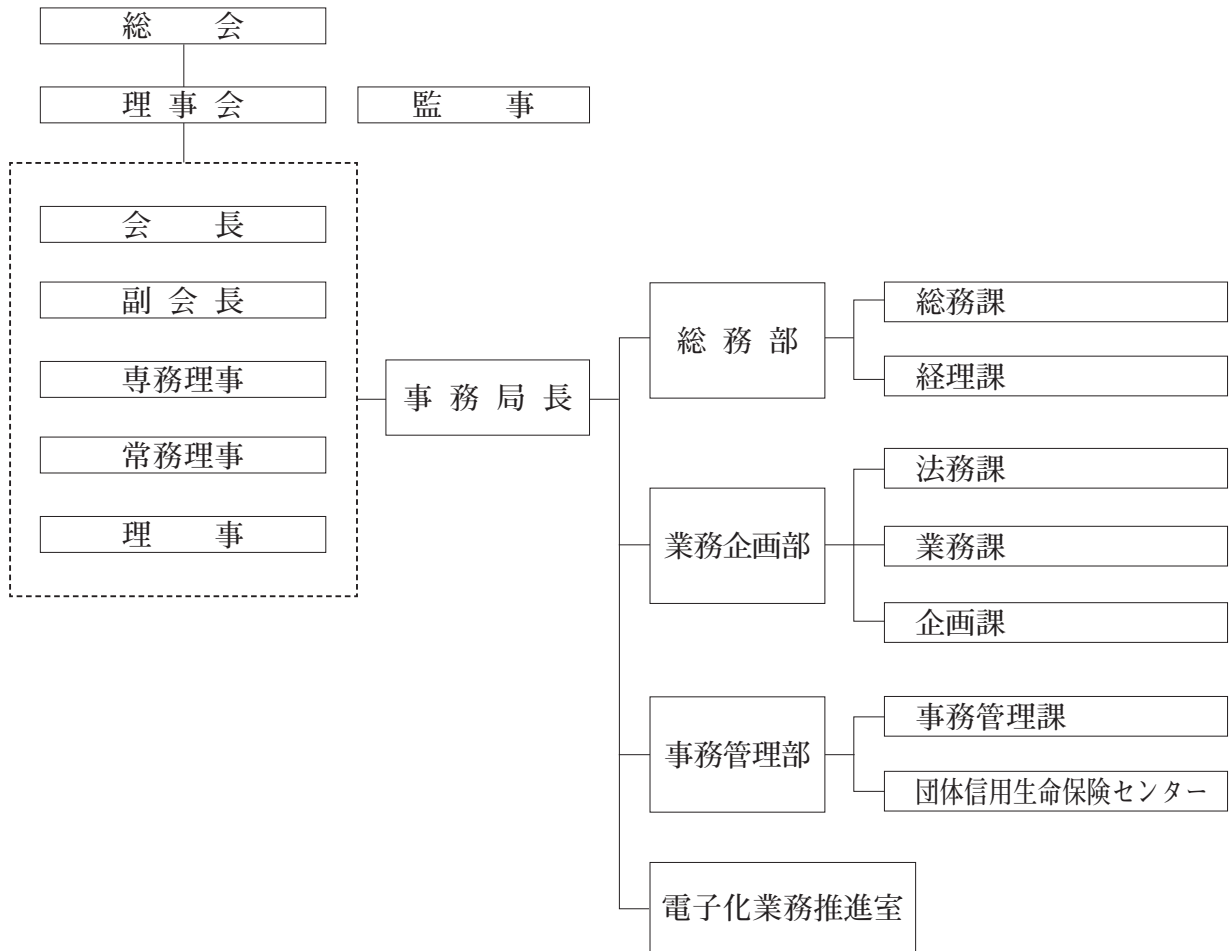 総会
理事会
監事
会長
副会長
専務理事
常務理事
理事
事務局長
総務部
総務課
経理課
業務企画部
法務課
業務課
企画課
事務管理部
事務管理課
団体信用生命保険センター
電子化業務推進室